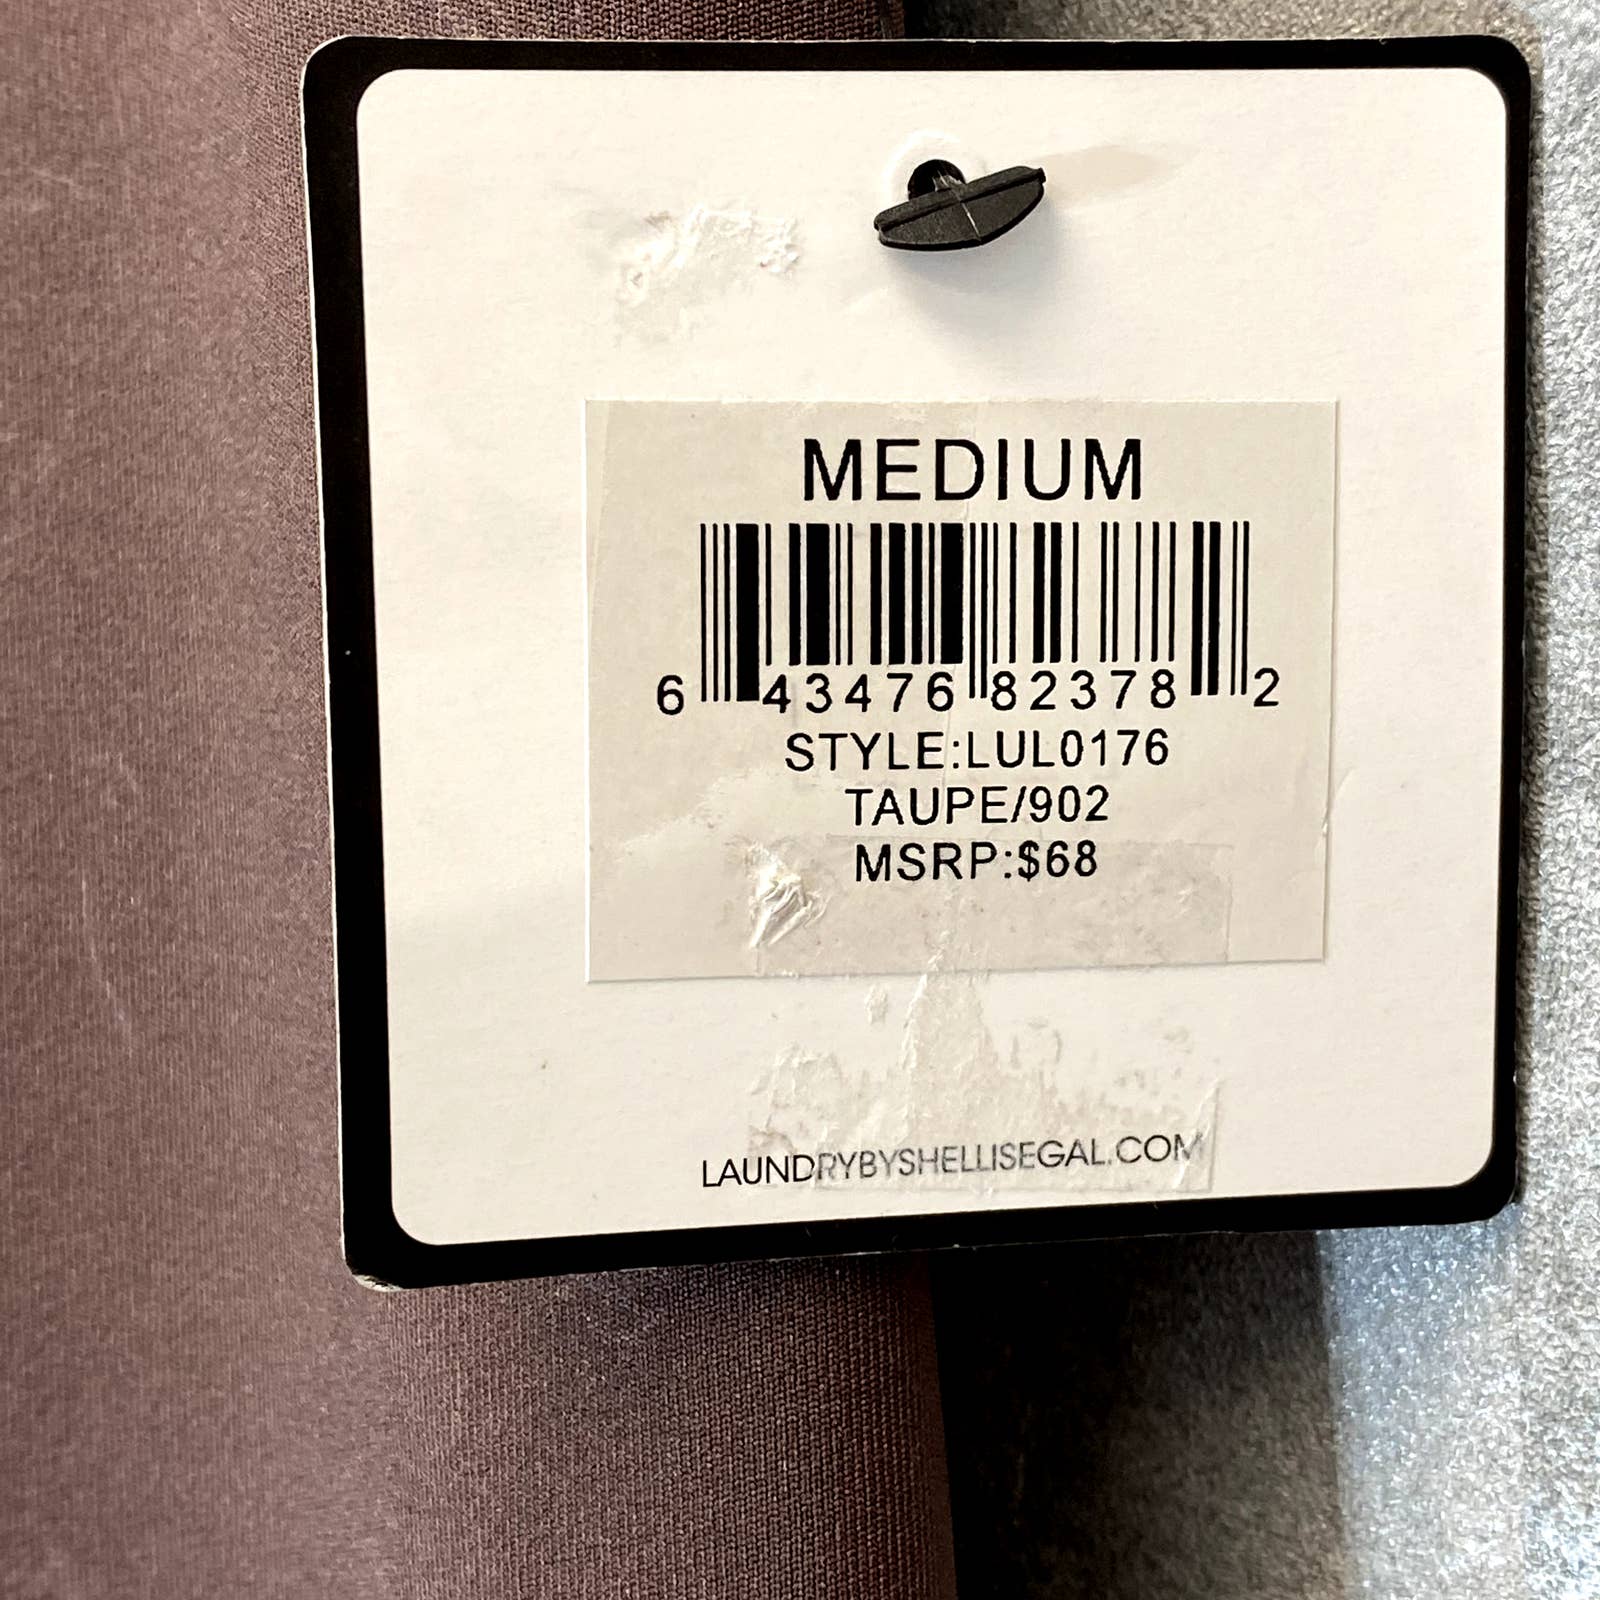 MEDIUM
6 43476 82378 2
STYLE:LUL0176
TAUPE/902
MSRP:$68
LAUNDRYBYSHELLISEGAL.COM